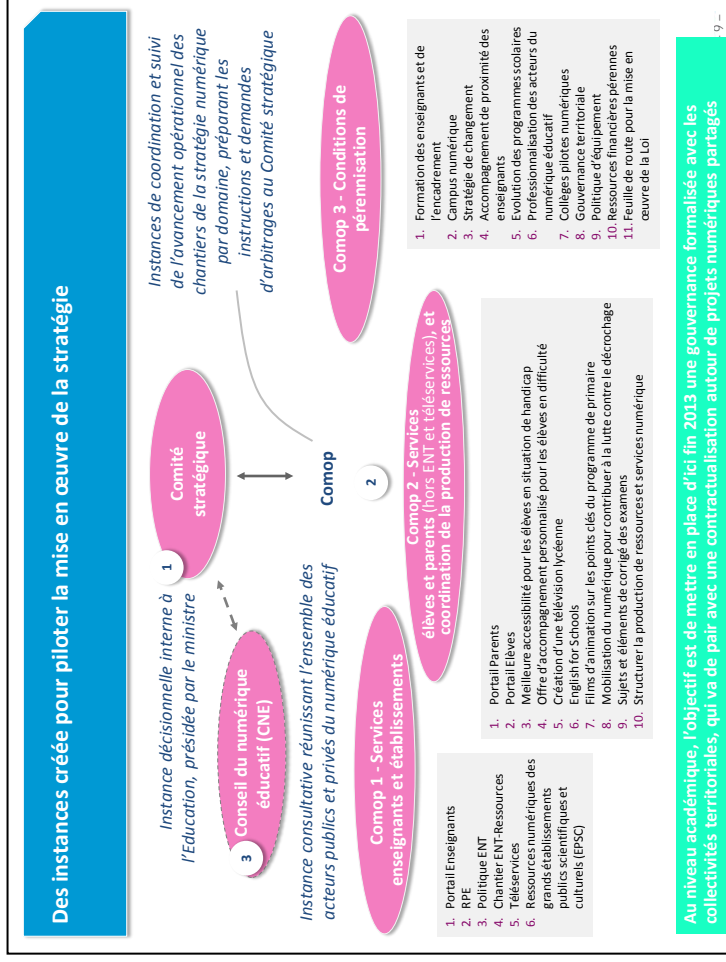 Des instances créée pour piloter la mise en œuvre de la stratégie
Instance décisionnelle interne à
l'Education, présidée par le ministre
1
Comité
stratégique
Instances de coordination et suivi
de l'avancement opérationnel des
chantiers de la stratégie numérique
par domaine, préparant les
instructions et demandes
d'arbitrages au Comité stratégique
3
Conseil du numérique
éducatif (CNE)
Instance consultative réunissant l'ensemble des
acteurs publics et privés du numérique éducatif
Comop
2
Comop 1 - Services
enseignants et établissements
1. Portail Enseignants
2. RPE
3. Politique ENT
4. Chantier ENT-Ressources
5. Téléservices
6. Ressources numériques des
grands établissements
publics scientifiques et
culturels (EPSC)
Comop 2 - Services
élèves et parents (hors ENT et téléservices), et
coordination de la production de ressources
1. Portail Parents
2. Portail Elèves
3. Meilleure accessibilité pour les élèves en situation de handicap
4. Offre d'accompagnement personnalisé pour les élèves en difficulté
5. Création d'une télévision lycéenne
6. English for Schools
7. Films d'animation sur les points clés du programme de primaire
8. Mobilisation du numérique pour contribuer à la lutte contre le décrochage
9. Sujets et éléments de corrigé des examens
10. Structurer la production de ressources et services numérique
Comop 3 - Conditions de
pérennisation
1. Formation des enseignants et de
l'encadrement
2. Campus numérique
3. Stratégie de changement
4. Accompagnement de proximité des
enseignants
5. Evolution des programmes scolaires
6. Professionnalisation des acteurs du
numérique éducatif
7. Collèges pilotes numériques
8. Gouvernance territoriale
9. Politique d'équipement
10. Ressources financières pérennes
11. Feuille de route pour la mise en
œuvre de la Loi
Au niveau académique, l'objectif est de mettre en place d'ici fin 2013 une gouvernance formalisée avec les
collectivités territoriales, qui va de pair avec une contractualisation autour de projets numériques partagés
9 –